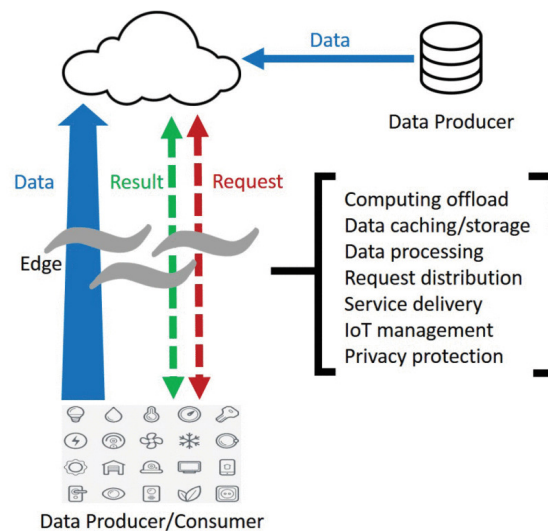 Data
Data Producer
Data
Result
Request
Edge
Computing offload
Data caching/storage
Data processing
Request distribution
Service delivery
IoT management
Privacy protection
Data Producer/Consumer